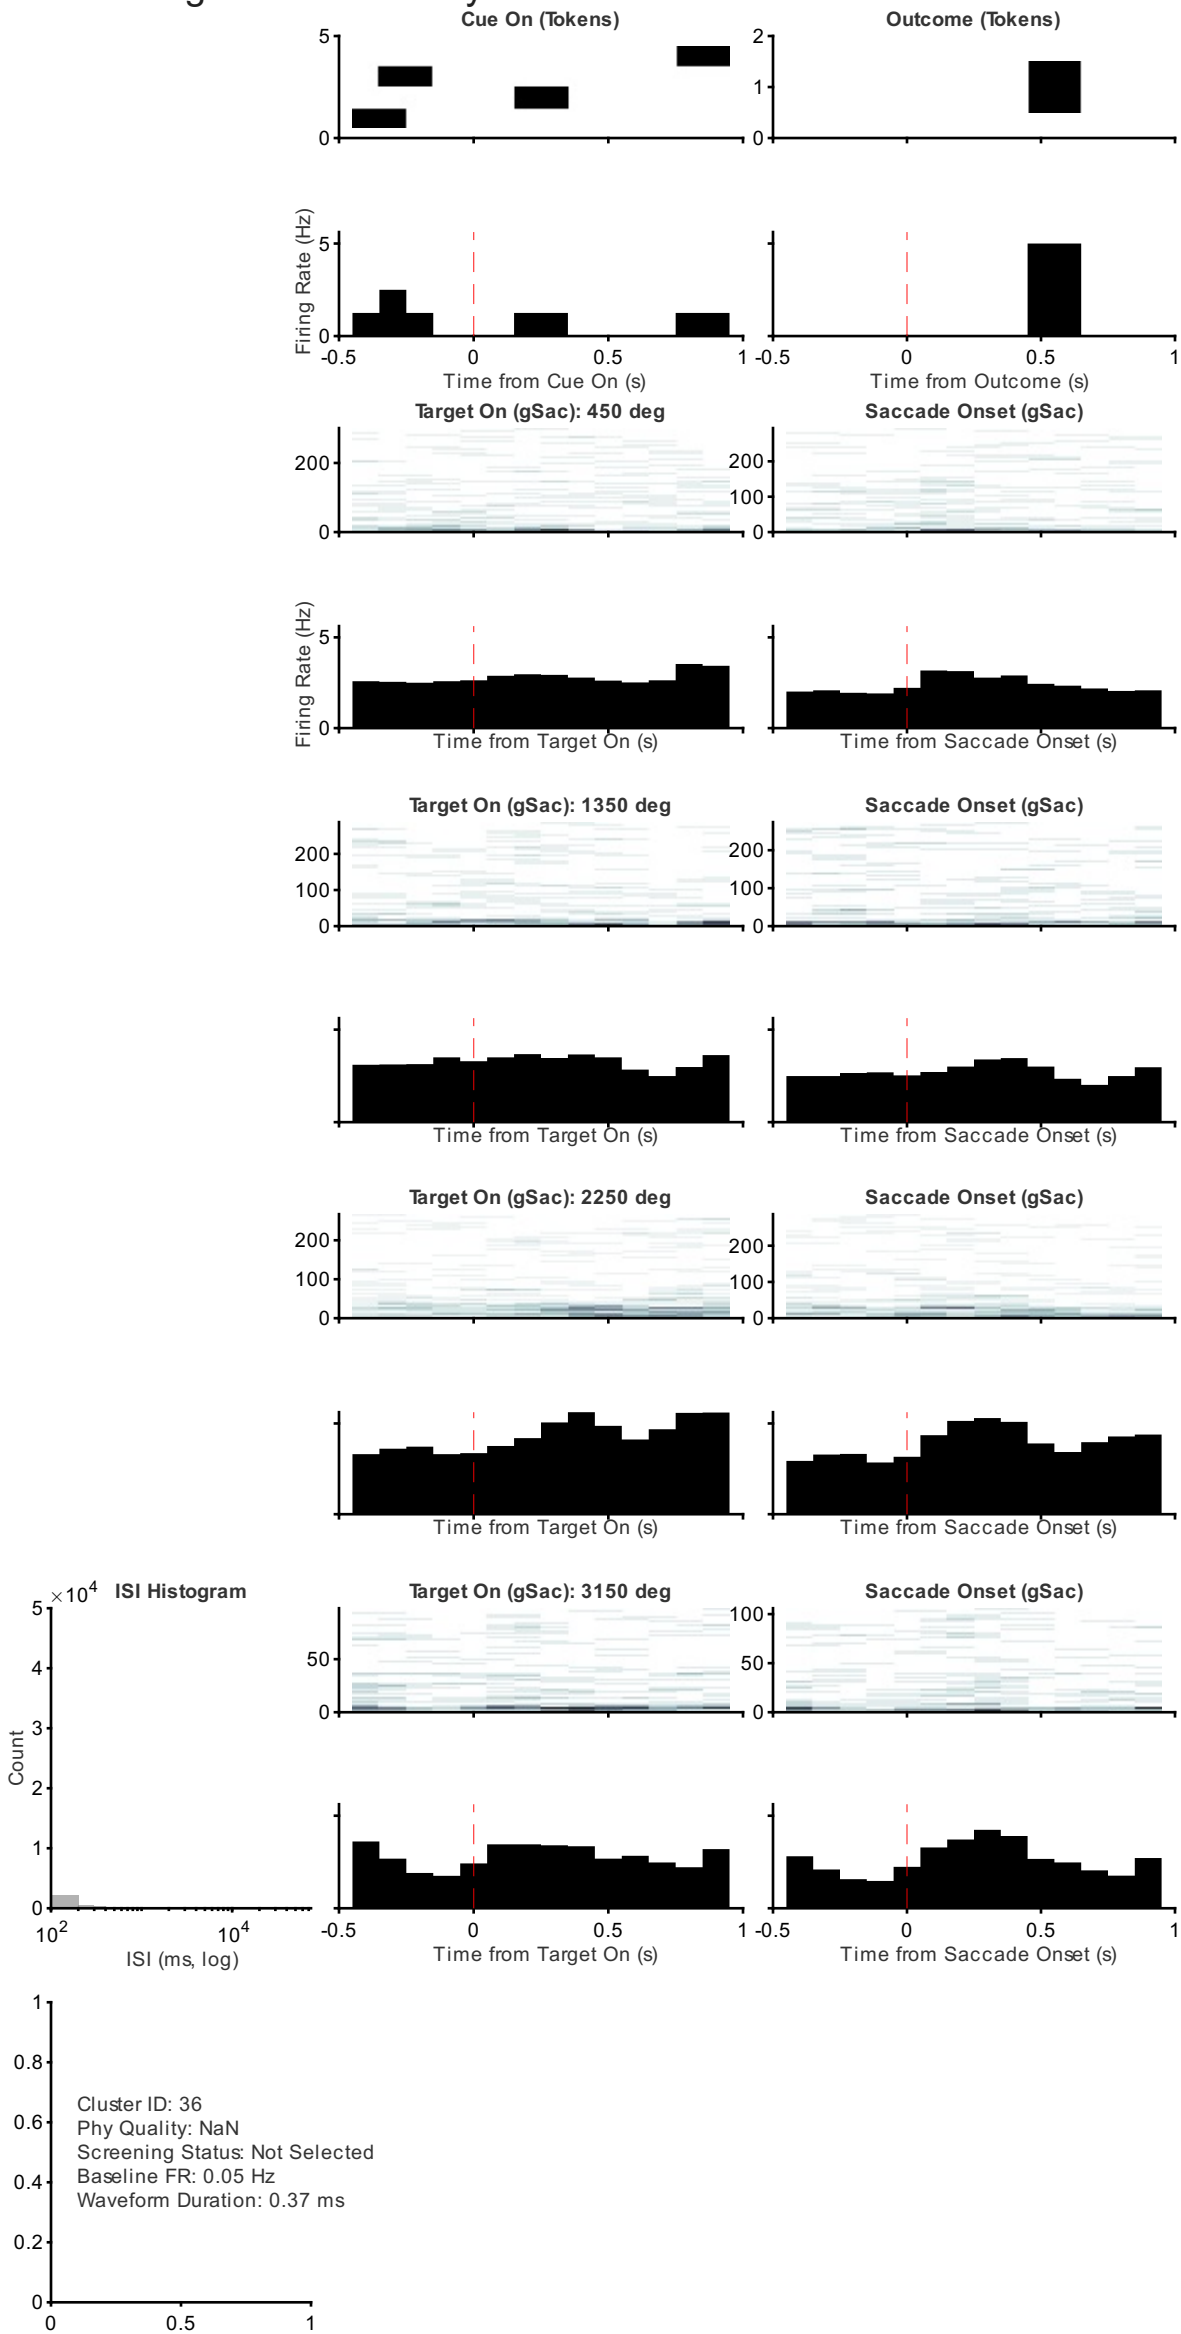 Cue On (Tokens)
Outcome (Tokens)
5
0
2
1
0
Firing Rate (Hz)
5
0
-0.5
0
0.5
1
-0.5
0
0.5
1
Time from Cue On (s)
Time from Outcome (s)
Target On (gSac): 450 deg
Saccade Onset (gSac)
200
0
200
100
0
Firing Rate (Hz)
5
0
Time from Target On (s)
Time from Saccade Onset (s)
Target On (gSac): 1350 deg
Saccade Onset (gSac)
200
100
0
200
100
0
Time from Target On (s)
Time from Saccade Onset (s)
Target On (gSac): 2250 deg
Saccade Onset (gSac)
200
100
0
200
100
0
Time from Target On (s)
Time from Saccade Onset (s)
×10⁴
ISI Histogram
5
4
3
2
1
0
Count
10²
10⁴
ISI (ms, log)
Target On (gSac): 3150 deg
Saccade Onset (gSac)
50
0
100
50
0
-0.5
0
0.5
1
-0.5
0
0.5
1
Time from Target On (s)
Time from Saccade Onset (s)
1
0.8
0.6
0.4
0.2
0
Cluster ID: 36
Phy Quality: NaN
Screening Status: Not Selected
Baseline FR: 0.05 Hz
Waveform Duration: 0.37 ms
0
0.5
1